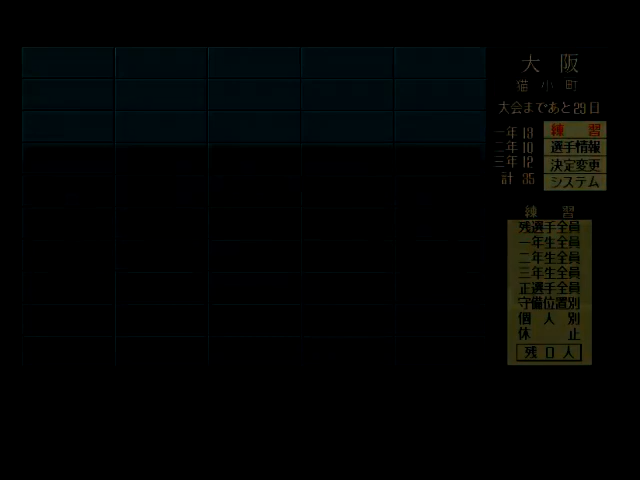 大阪
猫小町
大会まであと29日
一年13
二年10
三年12
計 35
練習
選手情報
決定変更
システム
練習
残選手全員
一年生全員
二年生全員
三年生全員
正選手全員
守備位置別
個人別
休止
残0人